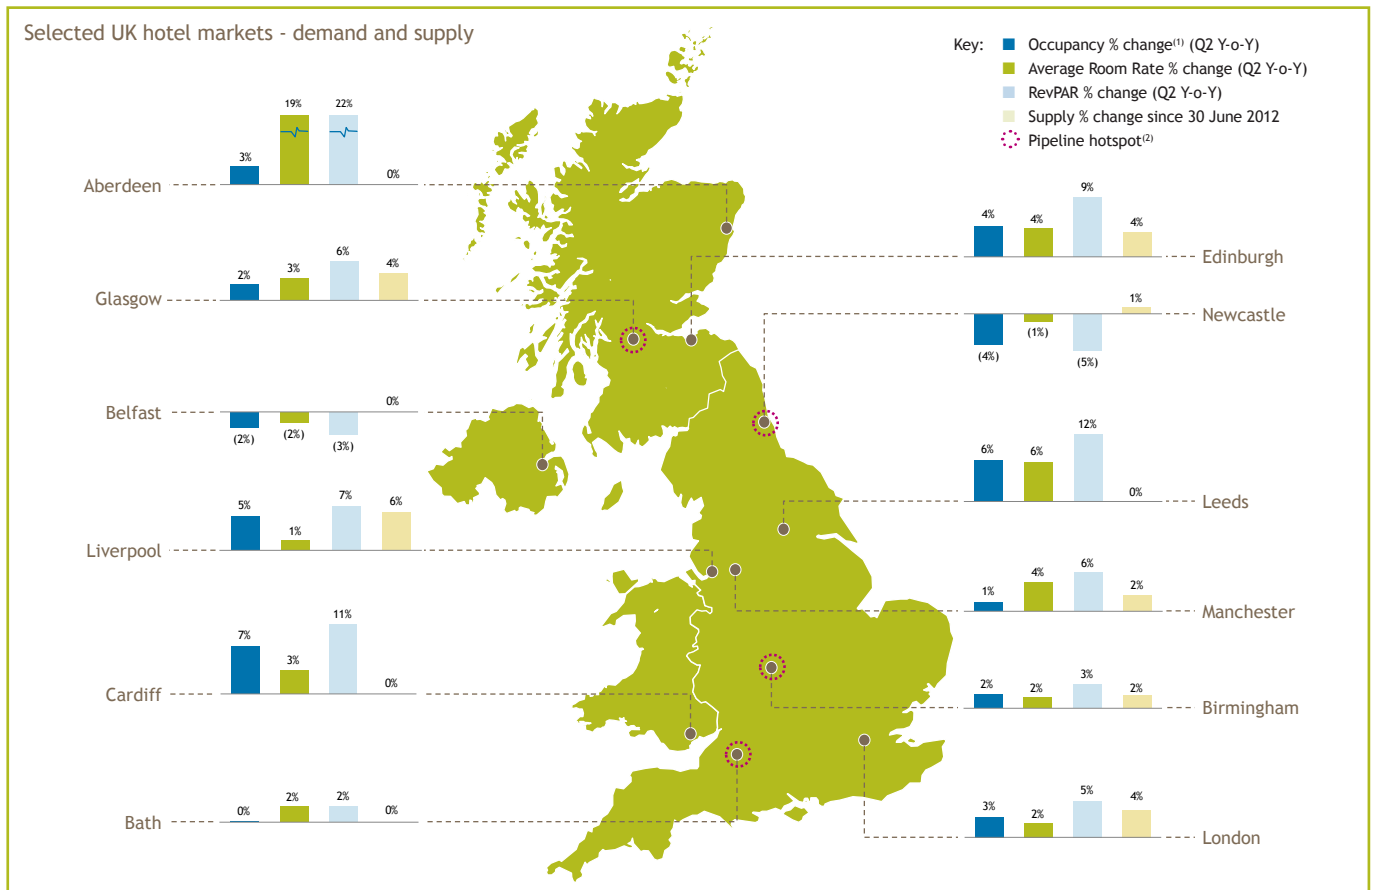 Selected UK hotel markets - demand and supply
Key:
Occupancy % change(1) (Q2 Y-o-Y)
Average Room Rate % change (Q2 Y-o-Y)
RevPAR % change (Q2 Y-o-Y)
Supply % change since 30 June 2012
Pipeline hotspot(2)
Aberdeen
3% 19% 22% 0%
Glasgow
2% 3% 6% 4%
Belfast
(2%) (2%) (3%) 0%
Liverpool
5% 1% 7% 6%
Cardiff
7% 3% 11% 0%
Bath
0% 2% 2% 0%
Edinburgh
4% 4% 9% 4%
Newcastle
(4%) (1%) (5%) 1%
Leeds
6% 6% 12% 0%
Manchester
1% 4% 6% 2%
Birmingham
2% 2% 3% 2%
London
3% 2% 5% 4%